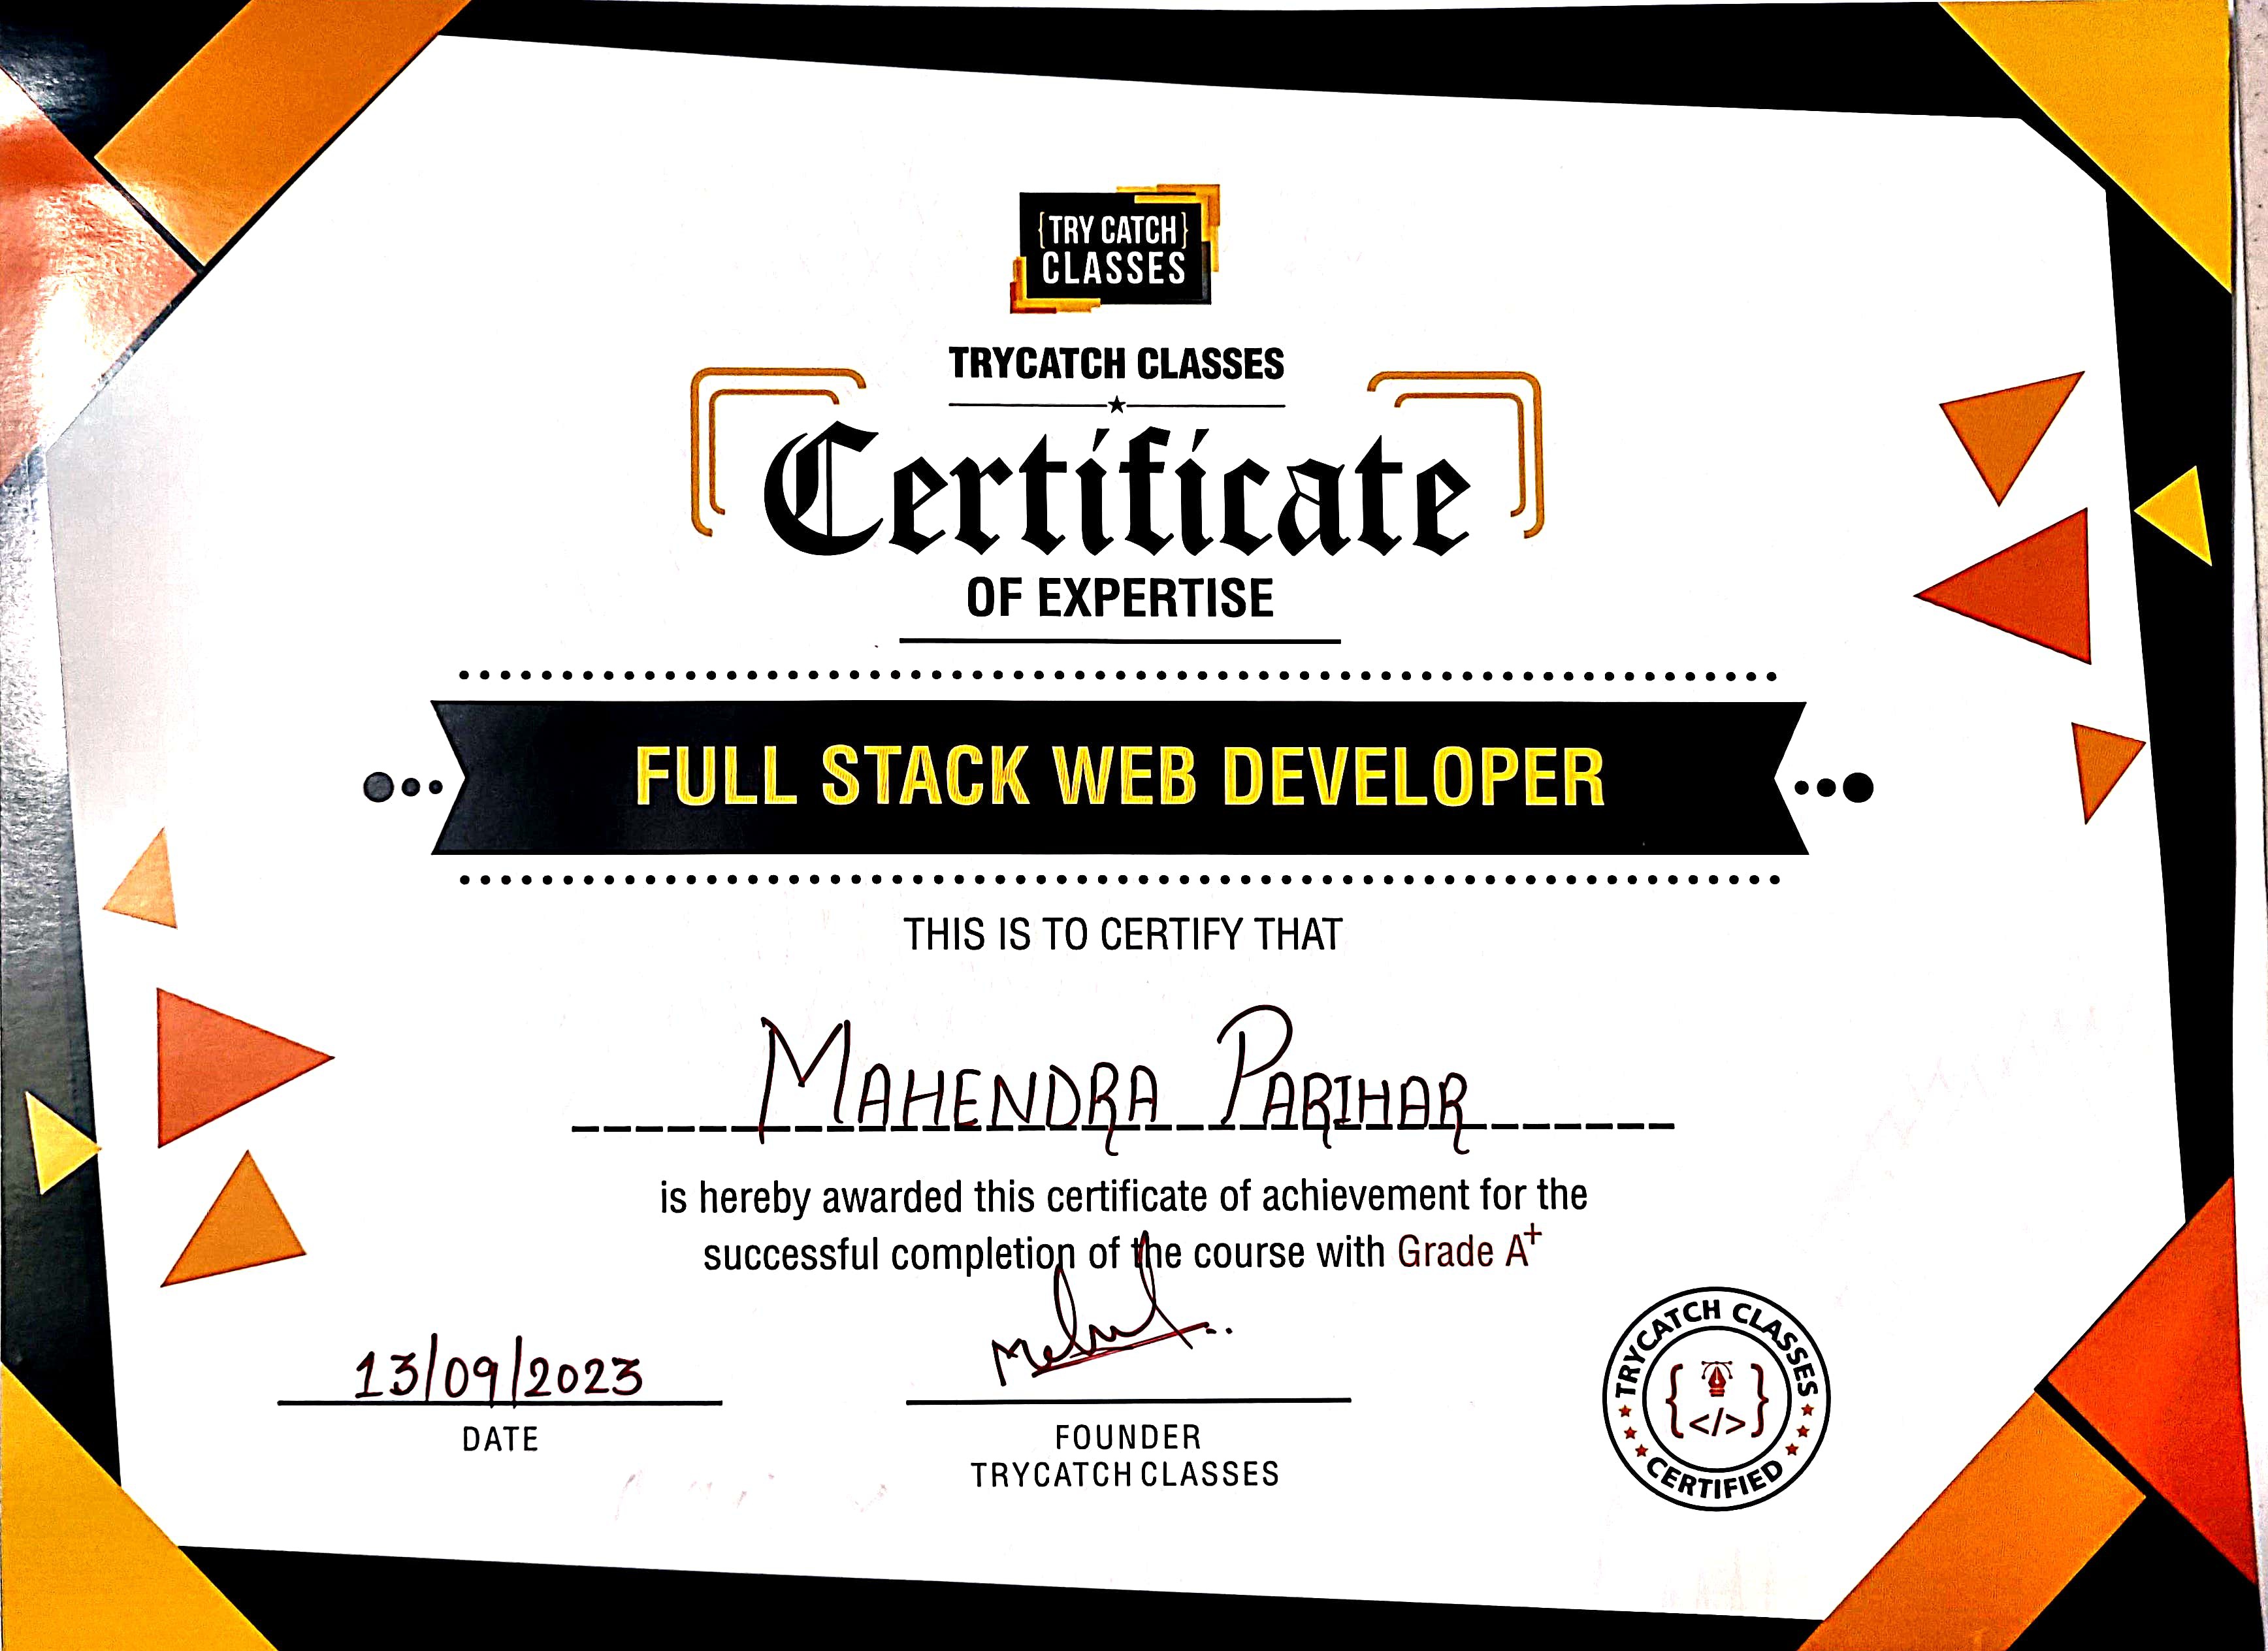 {TRY CATCH}
CLASSES
TRYCATCH CLASSES
Certificate
OF EXPERTISE
FULL STACK WEB DEVELOPER
THIS IS TO CERTIFY THAT
MAHENDRA PARIHAR
is hereby awarded this certificate of achievement for the
successful completion of the course with Grade A+
13/09/2023
DATE
Mehul
FOUNDER
TRYCATCH CLASSES
TRYCATCH CLASSES
{</>}
CERTIFIED